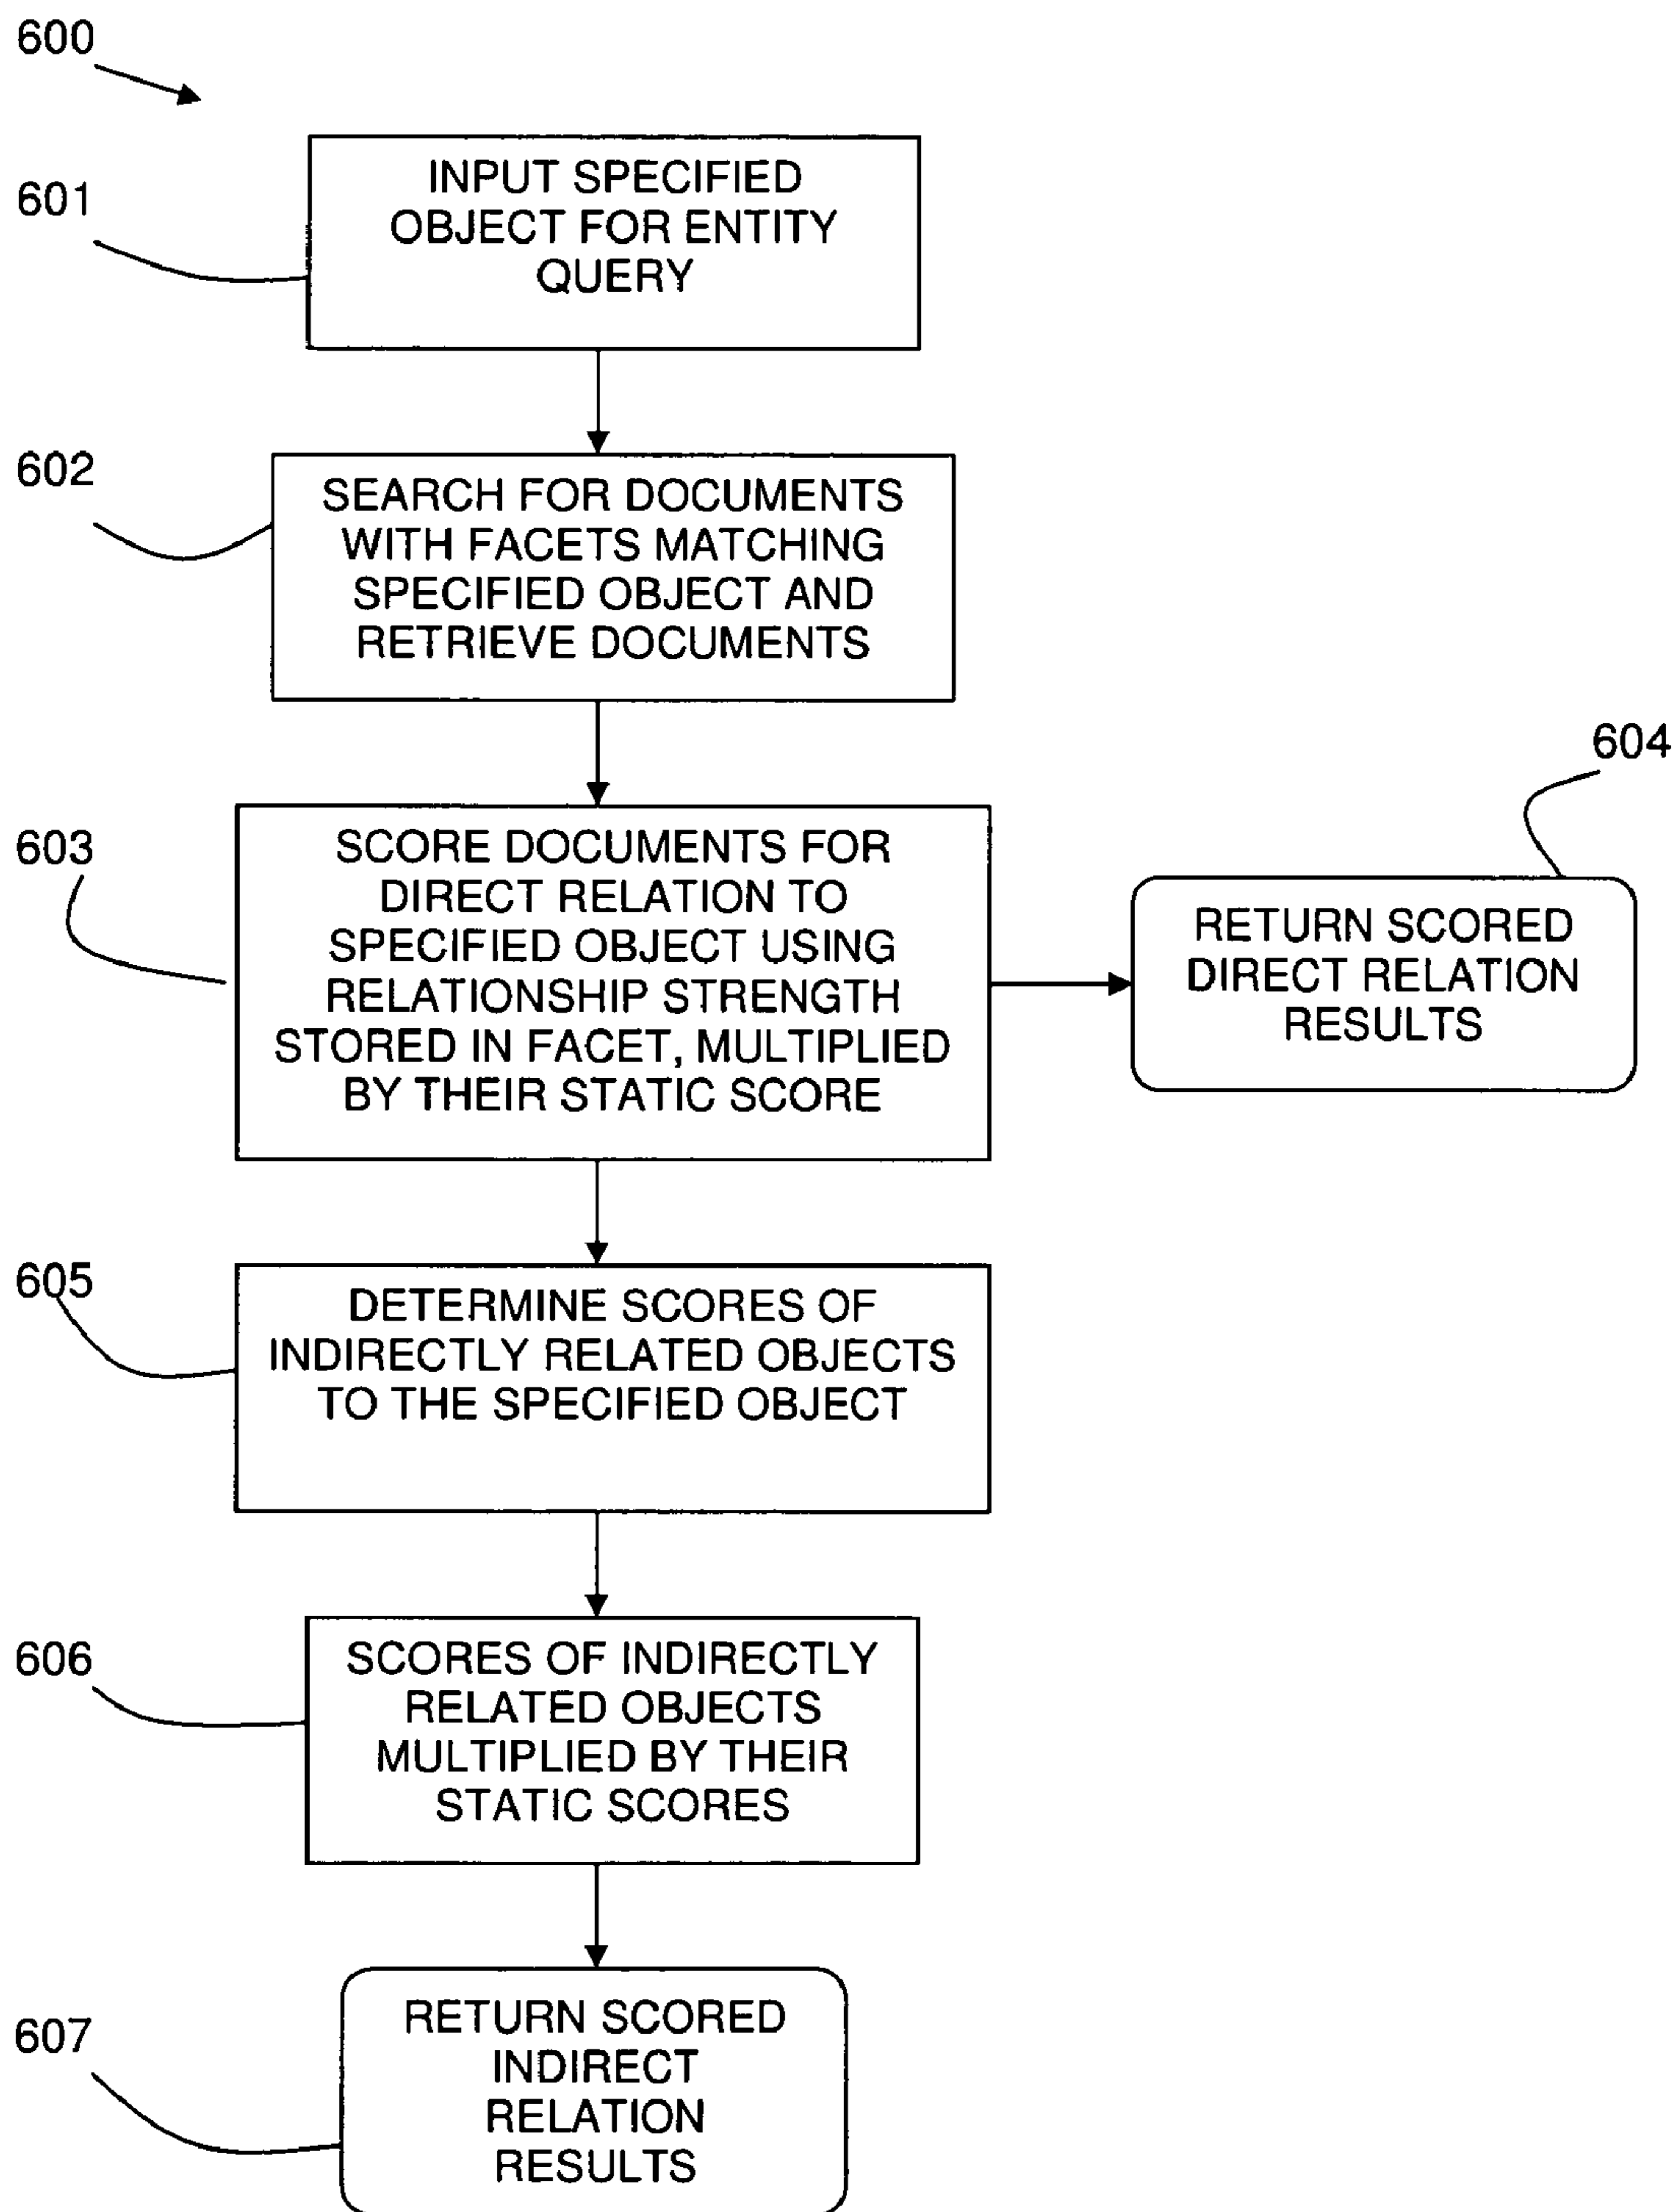 600
601
INPUT SPECIFIED
OBJECT FOR ENTITY
QUERY
602
SEARCH FOR DOCUMENTS
WITH FACETS MATCHING
SPECIFIED OBJECT AND
RETRIEVE DOCUMENTS
603
SCORE DOCUMENTS FOR
DIRECT RELATION TO
SPECIFIED OBJECT USING
RELATIONSHIP STRENGTH
STORED IN FACET, MULTIPLIED
BY THEIR STATIC SCORE
604
RETURN SCORED
DIRECT RELATION
RESULTS
605
DETERMINE SCORES OF
INDIRECTLY RELATED OBJECTS
TO THE SPECIFIED OBJECT
606
SCORES OF INDIRECTLY
RELATED OBJECTS
MULTIPLIED BY THEIR
STATIC SCORES
607
RETURN SCORED
INDIRECT
RELATION
RESULTS